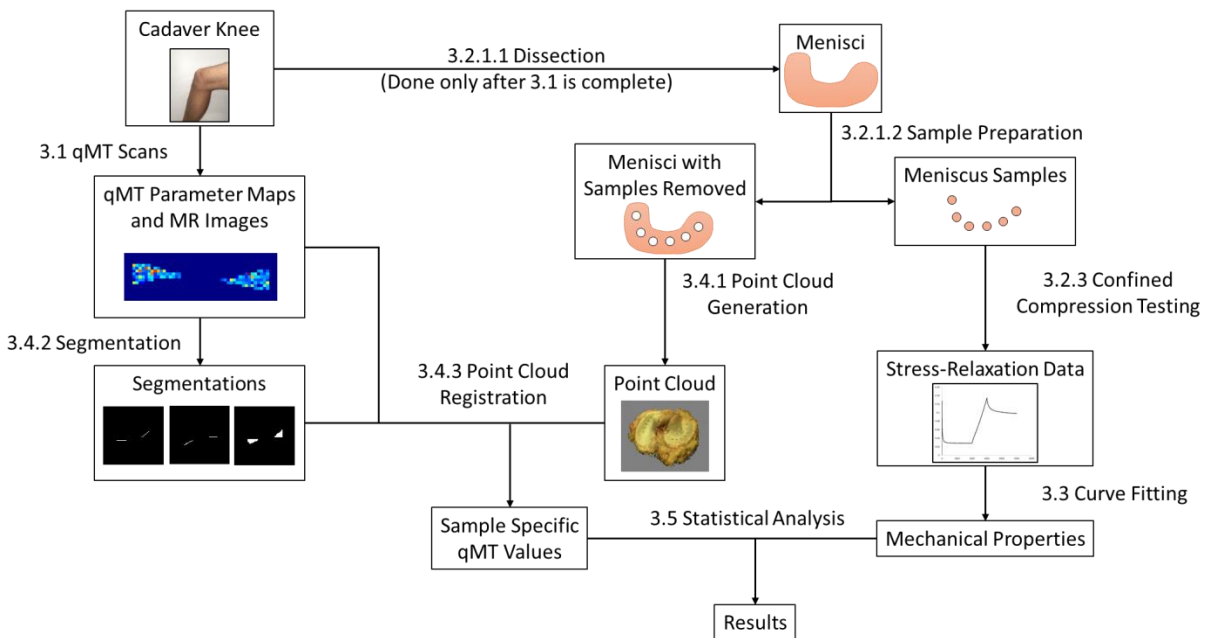 Cadaver Knee
3.2.1.1 Dissection
(Done only after 3.1 is complete)
Menisci
3.2.1.2 Sample Preparation
3.1 qMT Scans
Menisci with
Samples Removed
Meniscus Samples
qMT Parameter Maps
and MR Images
3.4.1 Point Cloud
Generation
3.2.3 Confined
Compression Testing
3.4.2 Segmentation
Segmentations
3.4.3 Point Cloud
Registration
Point Cloud
Stress-Relaxation Data
3.3 Curve Fitting
Sample Specific
qMT Values
3.5 Statistical Analysis
Mechanical Properties
Results